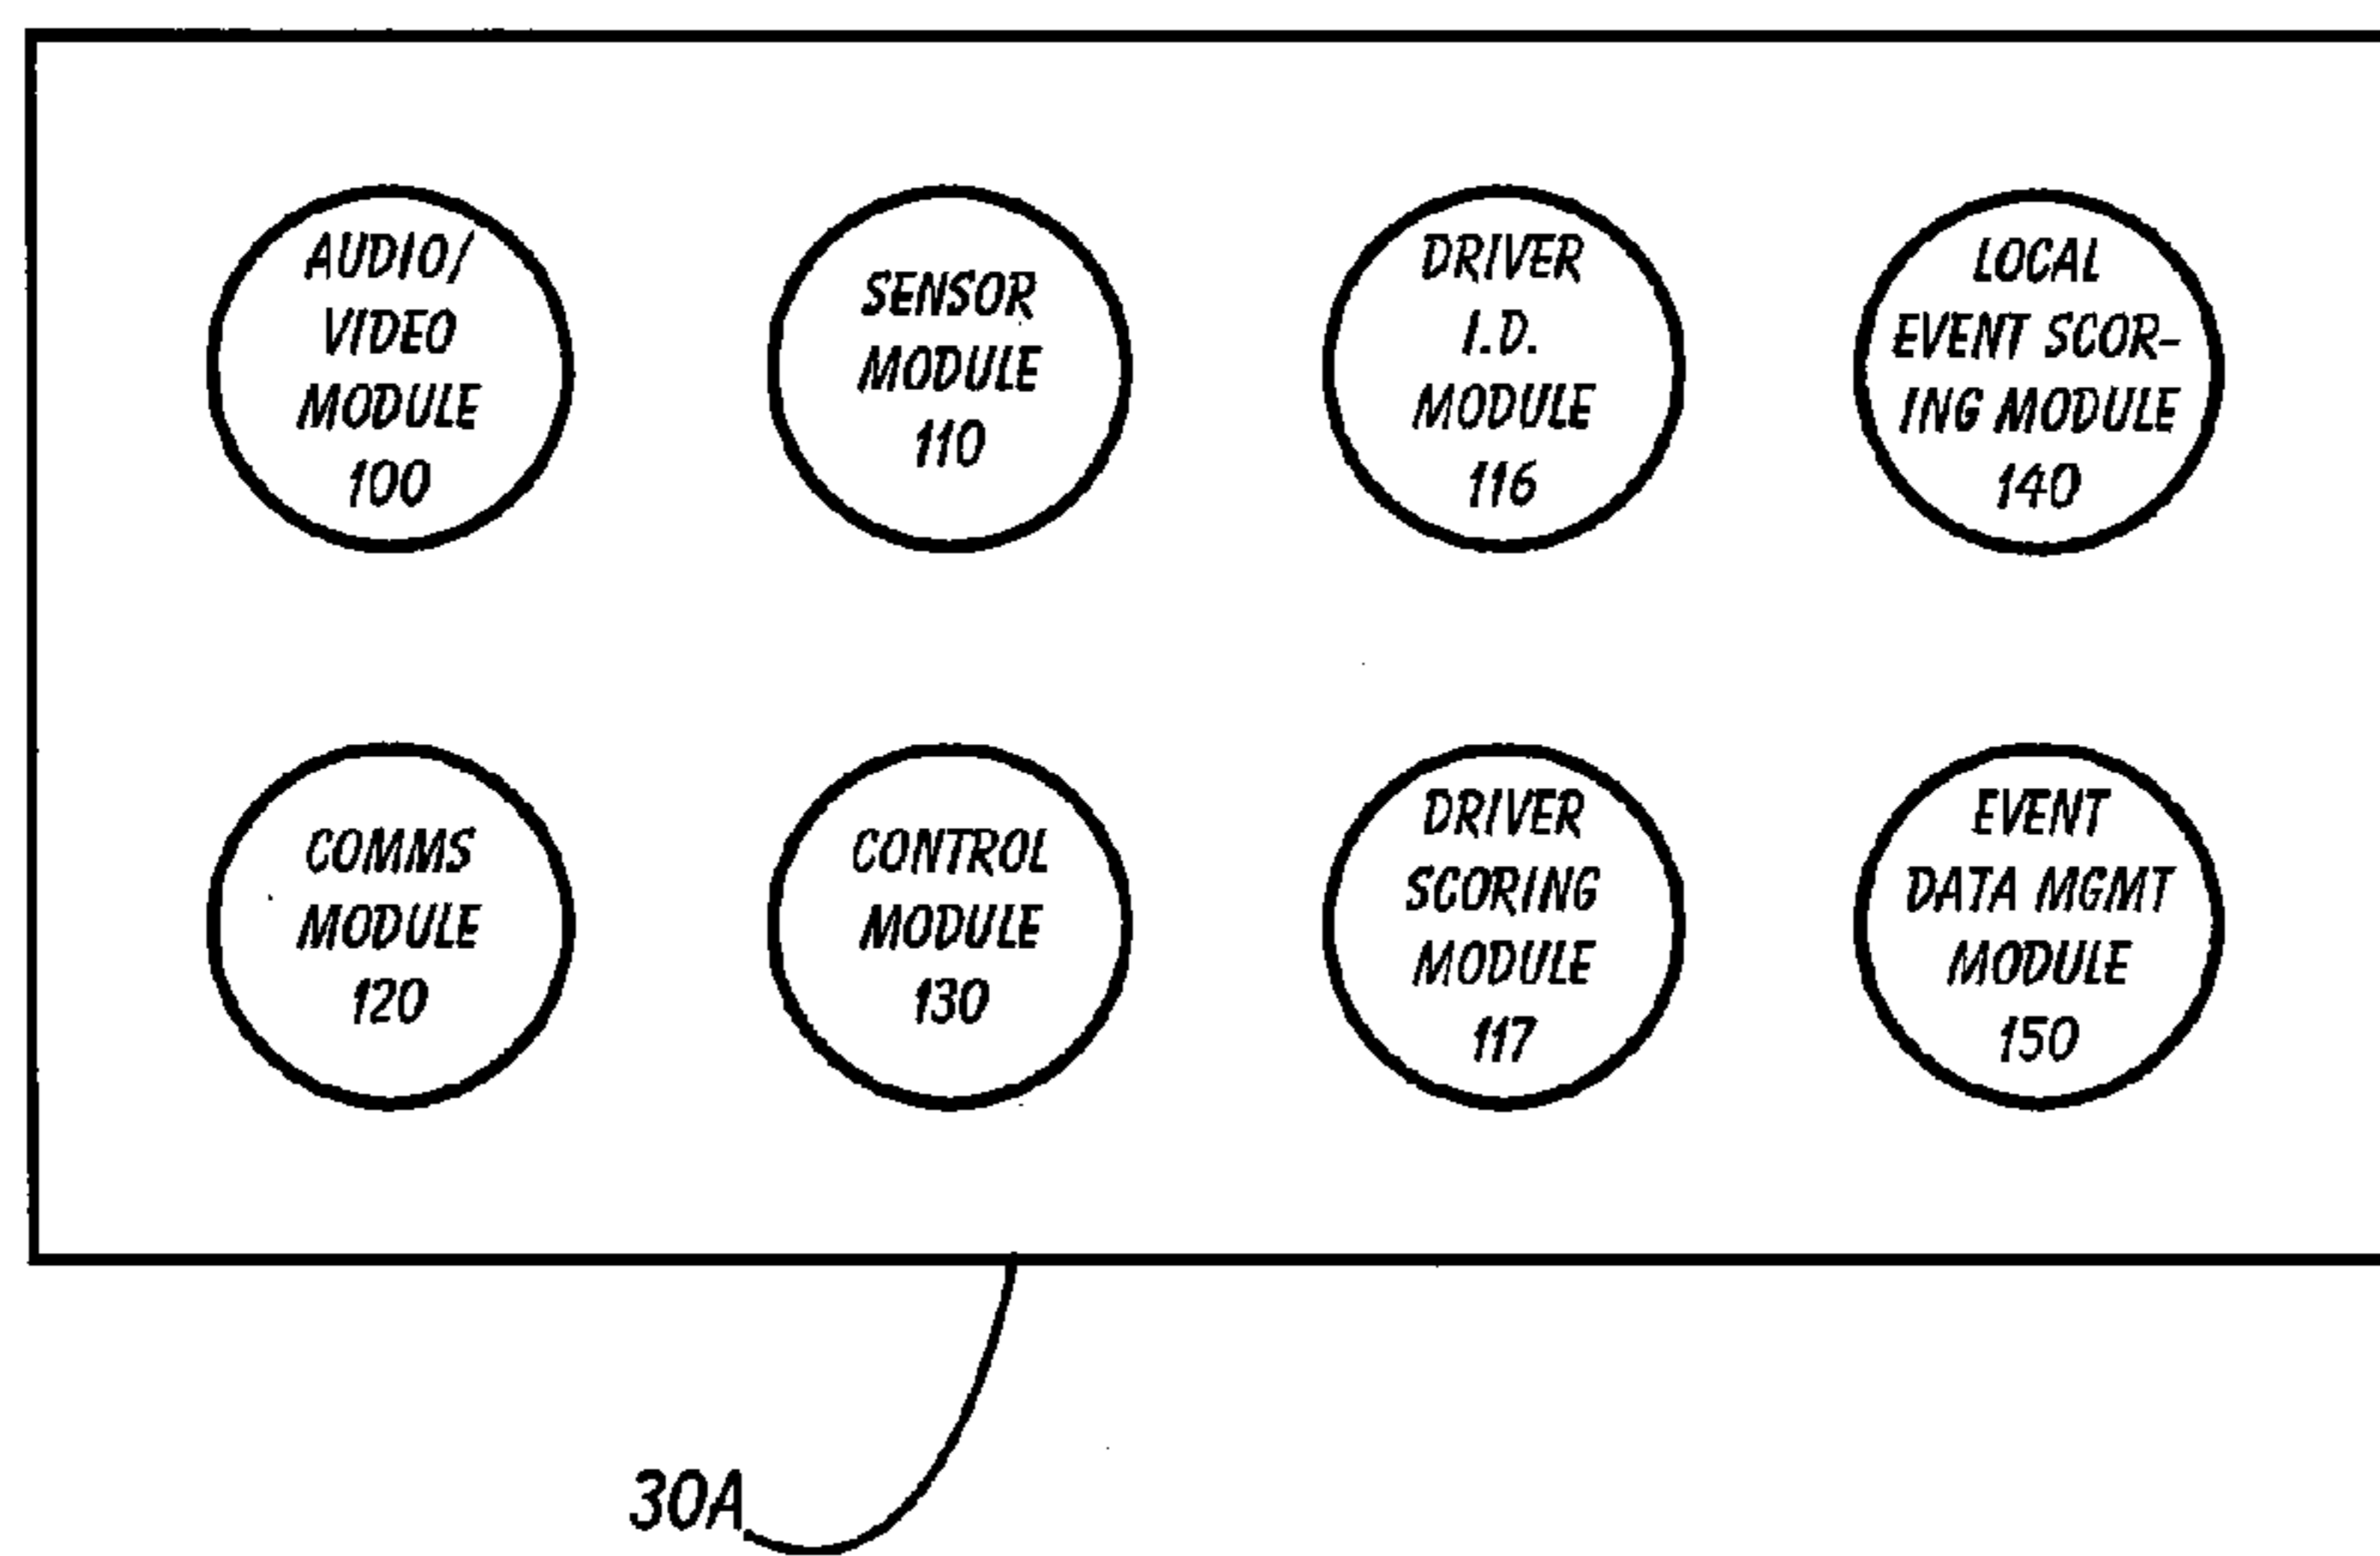 AUDIO/
VIDEO
MODULE
100
SENSOR
MODULE
110
DRIVER
I.D.
MODULE
116
LOCAL
EVENT SCOR-
ING MODULE
140
COMMS
MODULE
120
CONTROL
MODULE
130
DRIVER
SCORING
MODULE
117
EVENT
DATA MGMT
MODULE
150
30A